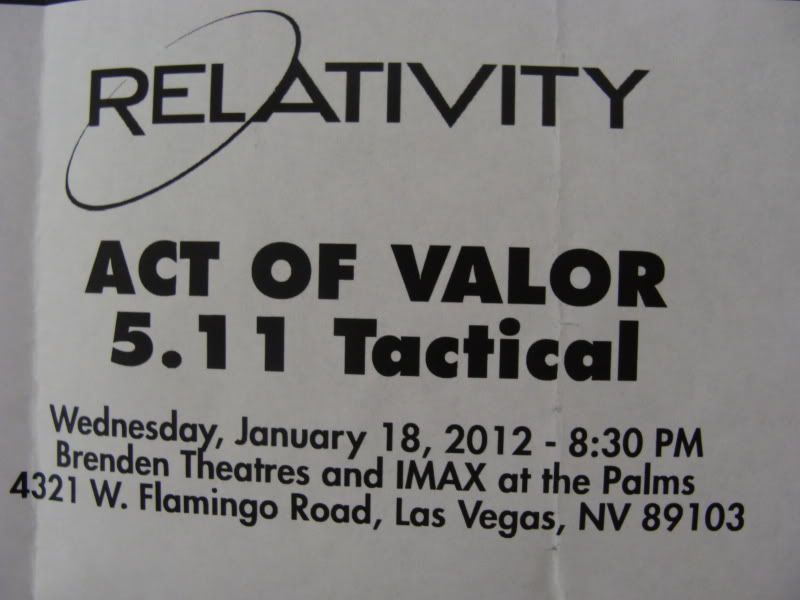 RELATIVITY
ACT OF VALOR
5.11 Tactical
Wednesday, January 18, 2012 - 8:30 PM
Brenden Theatres and IMAX at the Palms
4321 W. Flamingo Road, Las Vegas, NV 89103